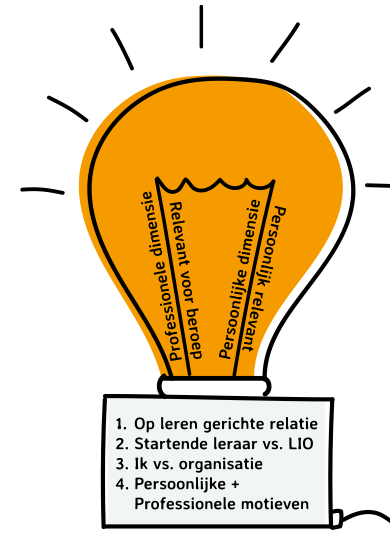 Professionele dimensie
Relevant voor beroep
Persoonlijke dimensie
Persoonlijk relevant
1. Op leren gerichte relatie
2. Startende leraar vs. LIO
3. Ik vs. organisatie
4. Persoonlijke +
Professionele motieven